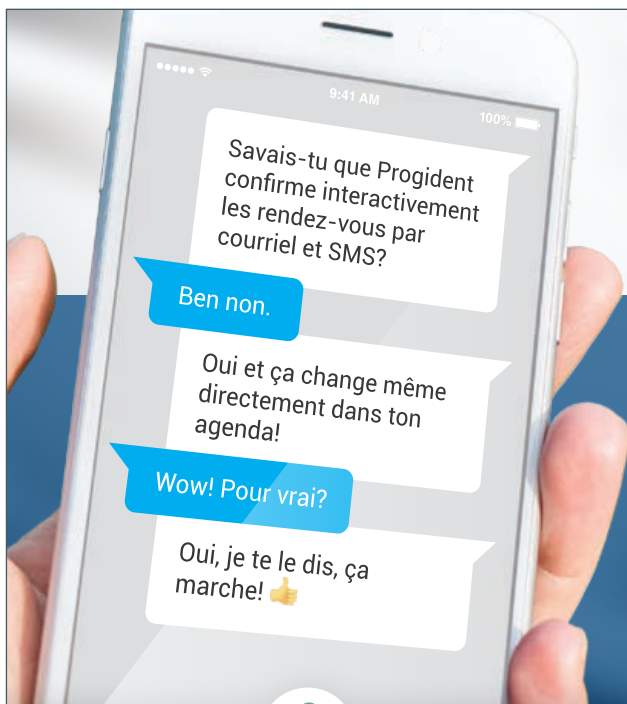 9:41 AM
100%
Savais-tu que Progident
confirme interactivement
les rendez-vous par
courriel et SMS?
Ben non.
Oui et ça change même
directement dans ton
agenda!
Wow! Pour vrai?
Oui, je te le dis, ça
marche! 👍